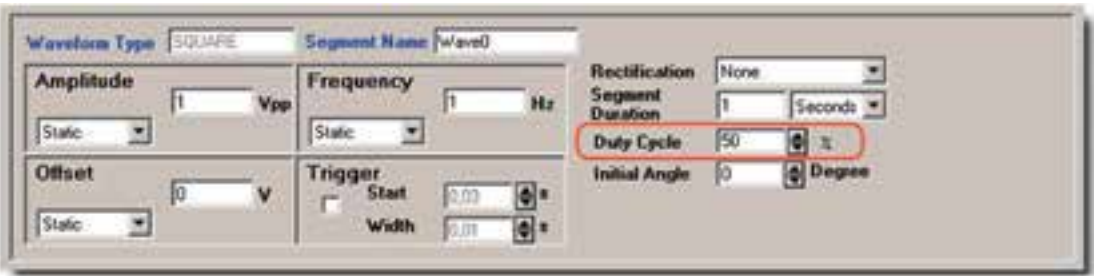 Waveform Type SQUARE Segment Name Wave0
Amplitude
1 Vpp
Static
Frequency
1 Hz
Static
Offset
0 V
Static
Trigger
Start 0.03 s
Width 0.01 s
Rectification None
Segment Duration 1 Seconds
Duty Cycle 50 %
Initial Angle 0 Degree